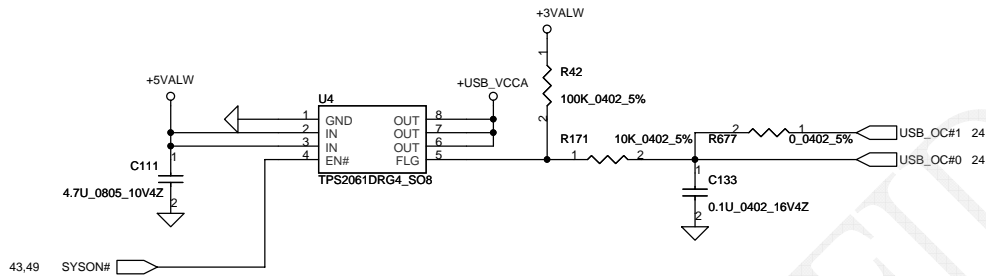 +3VALW
1
R42
100K_0402_5%
2
+5VALW
+USB_VCCA
U4
1 GND OUT 8
2 IN OUT 7
3 IN OUT 6
4 EN# FLG 5
TPS2061DRG4_SO8
R171 10K_0402_5% R677 0_0402_5%
1 2
2 1
USB_OC#1 24
USB_OC#0 24
C111
1
4.7U_0805_10V4Z
2
1
C133
0.1U_0402_16V4Z
2
43,49 SYSON#